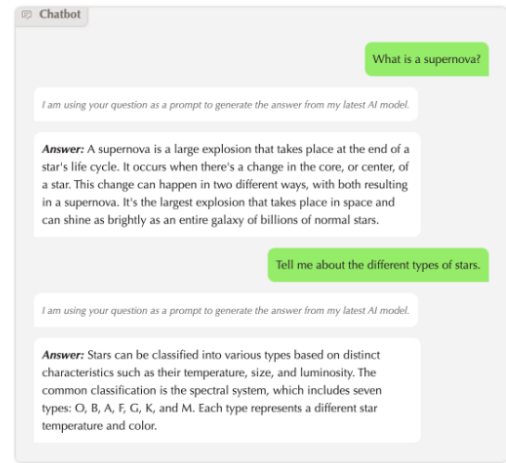 Chatbot
What is a supernova?
I am using your question as a prompt to generate the answer from my latest AI model.
Answer: A supernova is a large explosion that takes place at the end of a
star's life cycle. It occurs when there's a change in the core, or center, of
a star. This change can happen in two different ways, with both resulting
in a supernova. It's the largest explosion that takes place in space and
can shine as brightly as an entire galaxy of billions of normal stars.
Tell me about the different types of stars.
I am using your question as a prompt to generate the answer from my latest AI model.
Answer: Stars can be classified into various types based on distinct
characteristics such as their temperature, size, and luminosity. The
common classification is the spectral system, which includes seven
types: O, B, A, F, G, K, and M. Each type represents a different star
temperature and color.